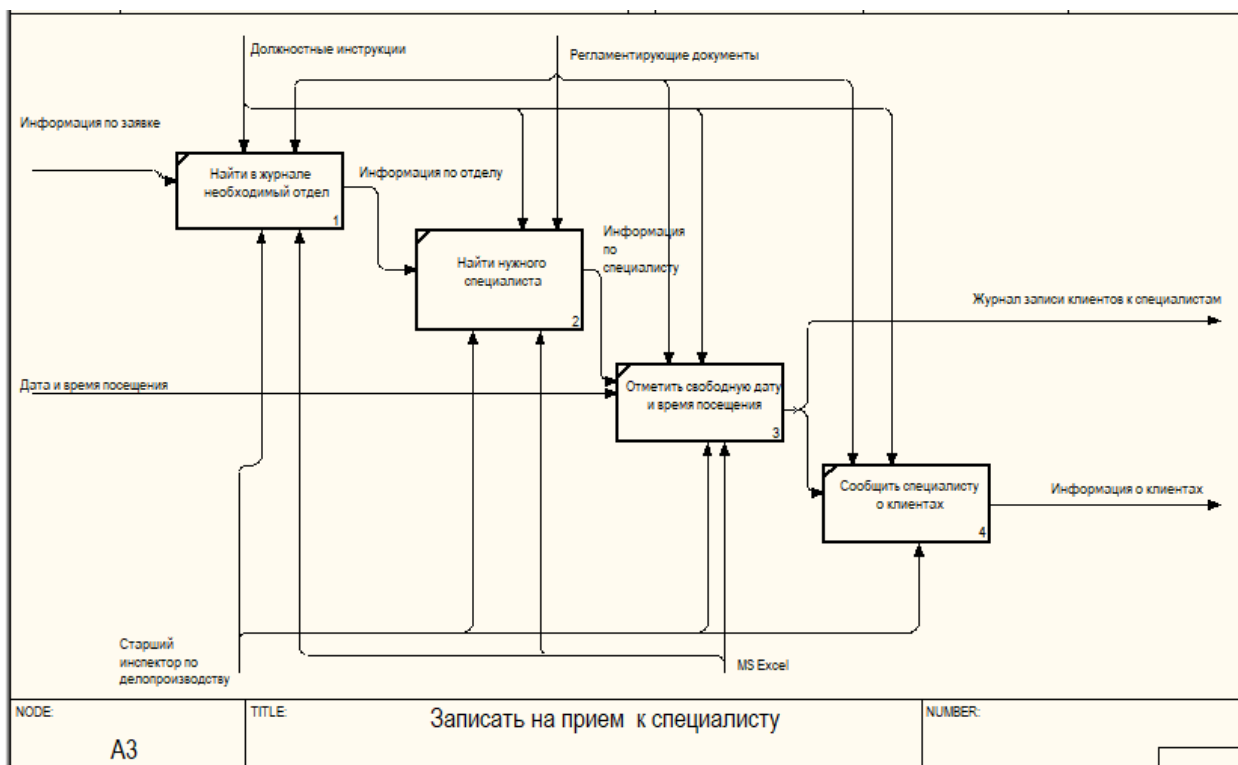 Должностные инструкции
Регламентирующие документы
Информация по заявке
Найти в журнале
необходимый отдел
1
Информация по отделу
Найти нужного
специалиста
2
Информация
по
специалисту
Журнал записи клиентов к специалистам
Дата и время посещения
Отметить свободную дату
и время посещения
3
Сообщить специалисту
о клиентах
4
Информация о клиентах
Старший
инспектор по
делопроизводству
MS Excel
NODE:
A3
TITLE:
Записать на прием к специалисту
NUMBER: